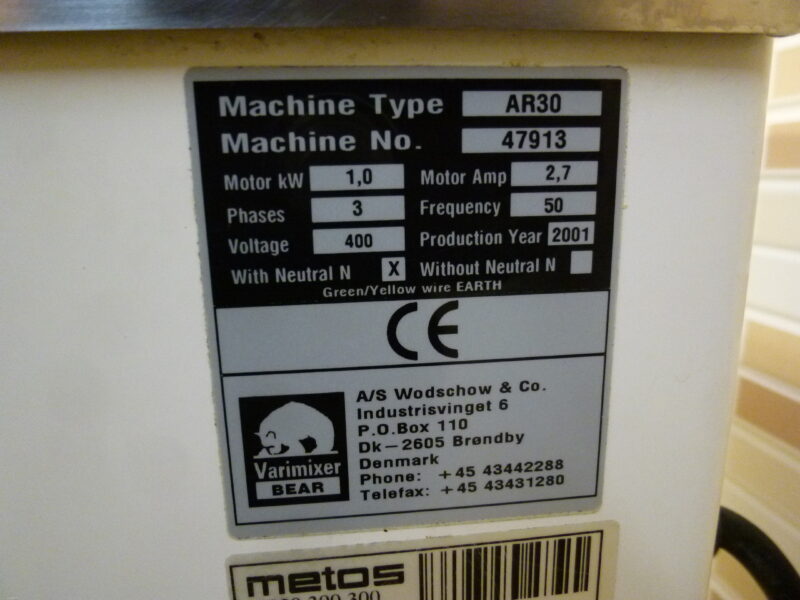 Machine Type AR30
Machine No. 47913
Motor kW 1,0 Motor Amp 2,7
Phases 3 Frequency 50
Voltage 400 Production Year 2001
With Neutral N X Without Neutral N
Green/Yellow wire EARTH
CE
A/S Wodschow & Co.
Industrisvinget 6
P.O.Box 110
Dk-2605 Brøndby
Denmark
Phone: +45 43442288
Telefax: +45 43431280
Varimixer
BEAR
metos